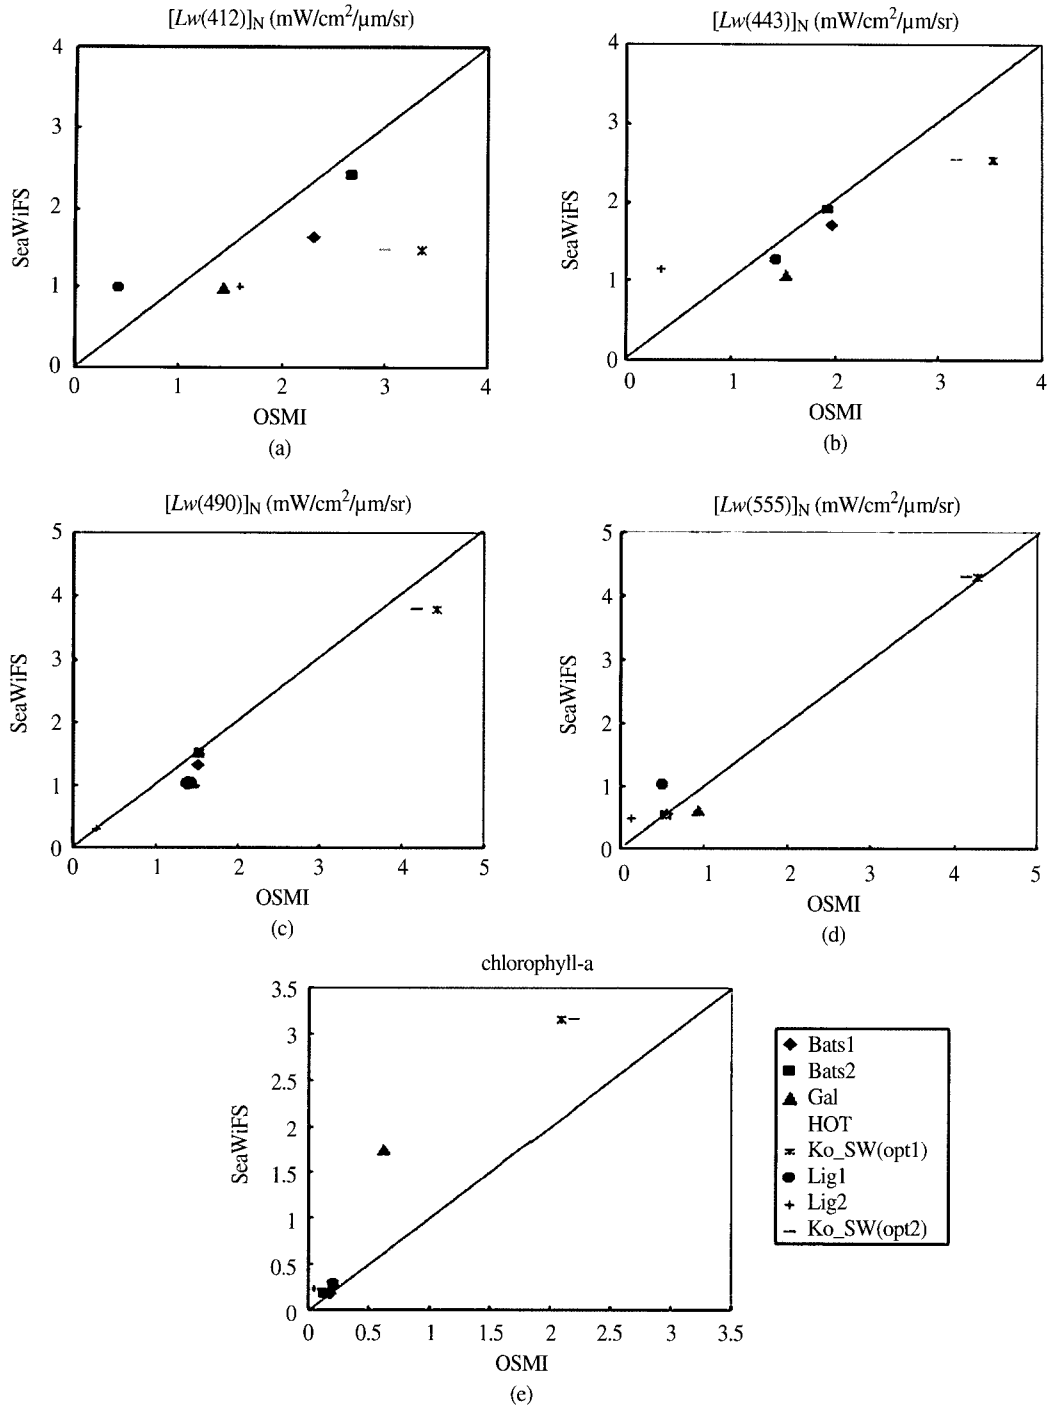 [Lw(412)]N (mW/cm²/μm/sr)
4
3
2
1
0
SeaWiFS
0 1 2 3 4
OSMI
(a)
[Lw(443)]N (mW/cm²/μm/sr)
4
3
2
1
0
SeaWiFS
0 1 2 3 4
OSMI
(b)
[Lw(490)]N (mW/cm²/μm/sr)
5
4
3
2
1
0
SeaWiFS
0 1 2 3 4 5
OSMI
(c)
[Lw(555)]N (mW/cm²/μm/sr)
5
4
3
2
1
0
SeaWiFS
0 1 2 3 4 5
OSMI
(d)
chlorophyll-a
3.5
3
2.5
2
1.5
1
0.5
0
SeaWiFS
0 0.5 1 1.5 2 2.5 3 3.5
OSMI
(e)
Bats1
Bats2
Gal
HOT
Ko_SW(opt1)
Lig1
Lig2
Ko_SW(opt2)